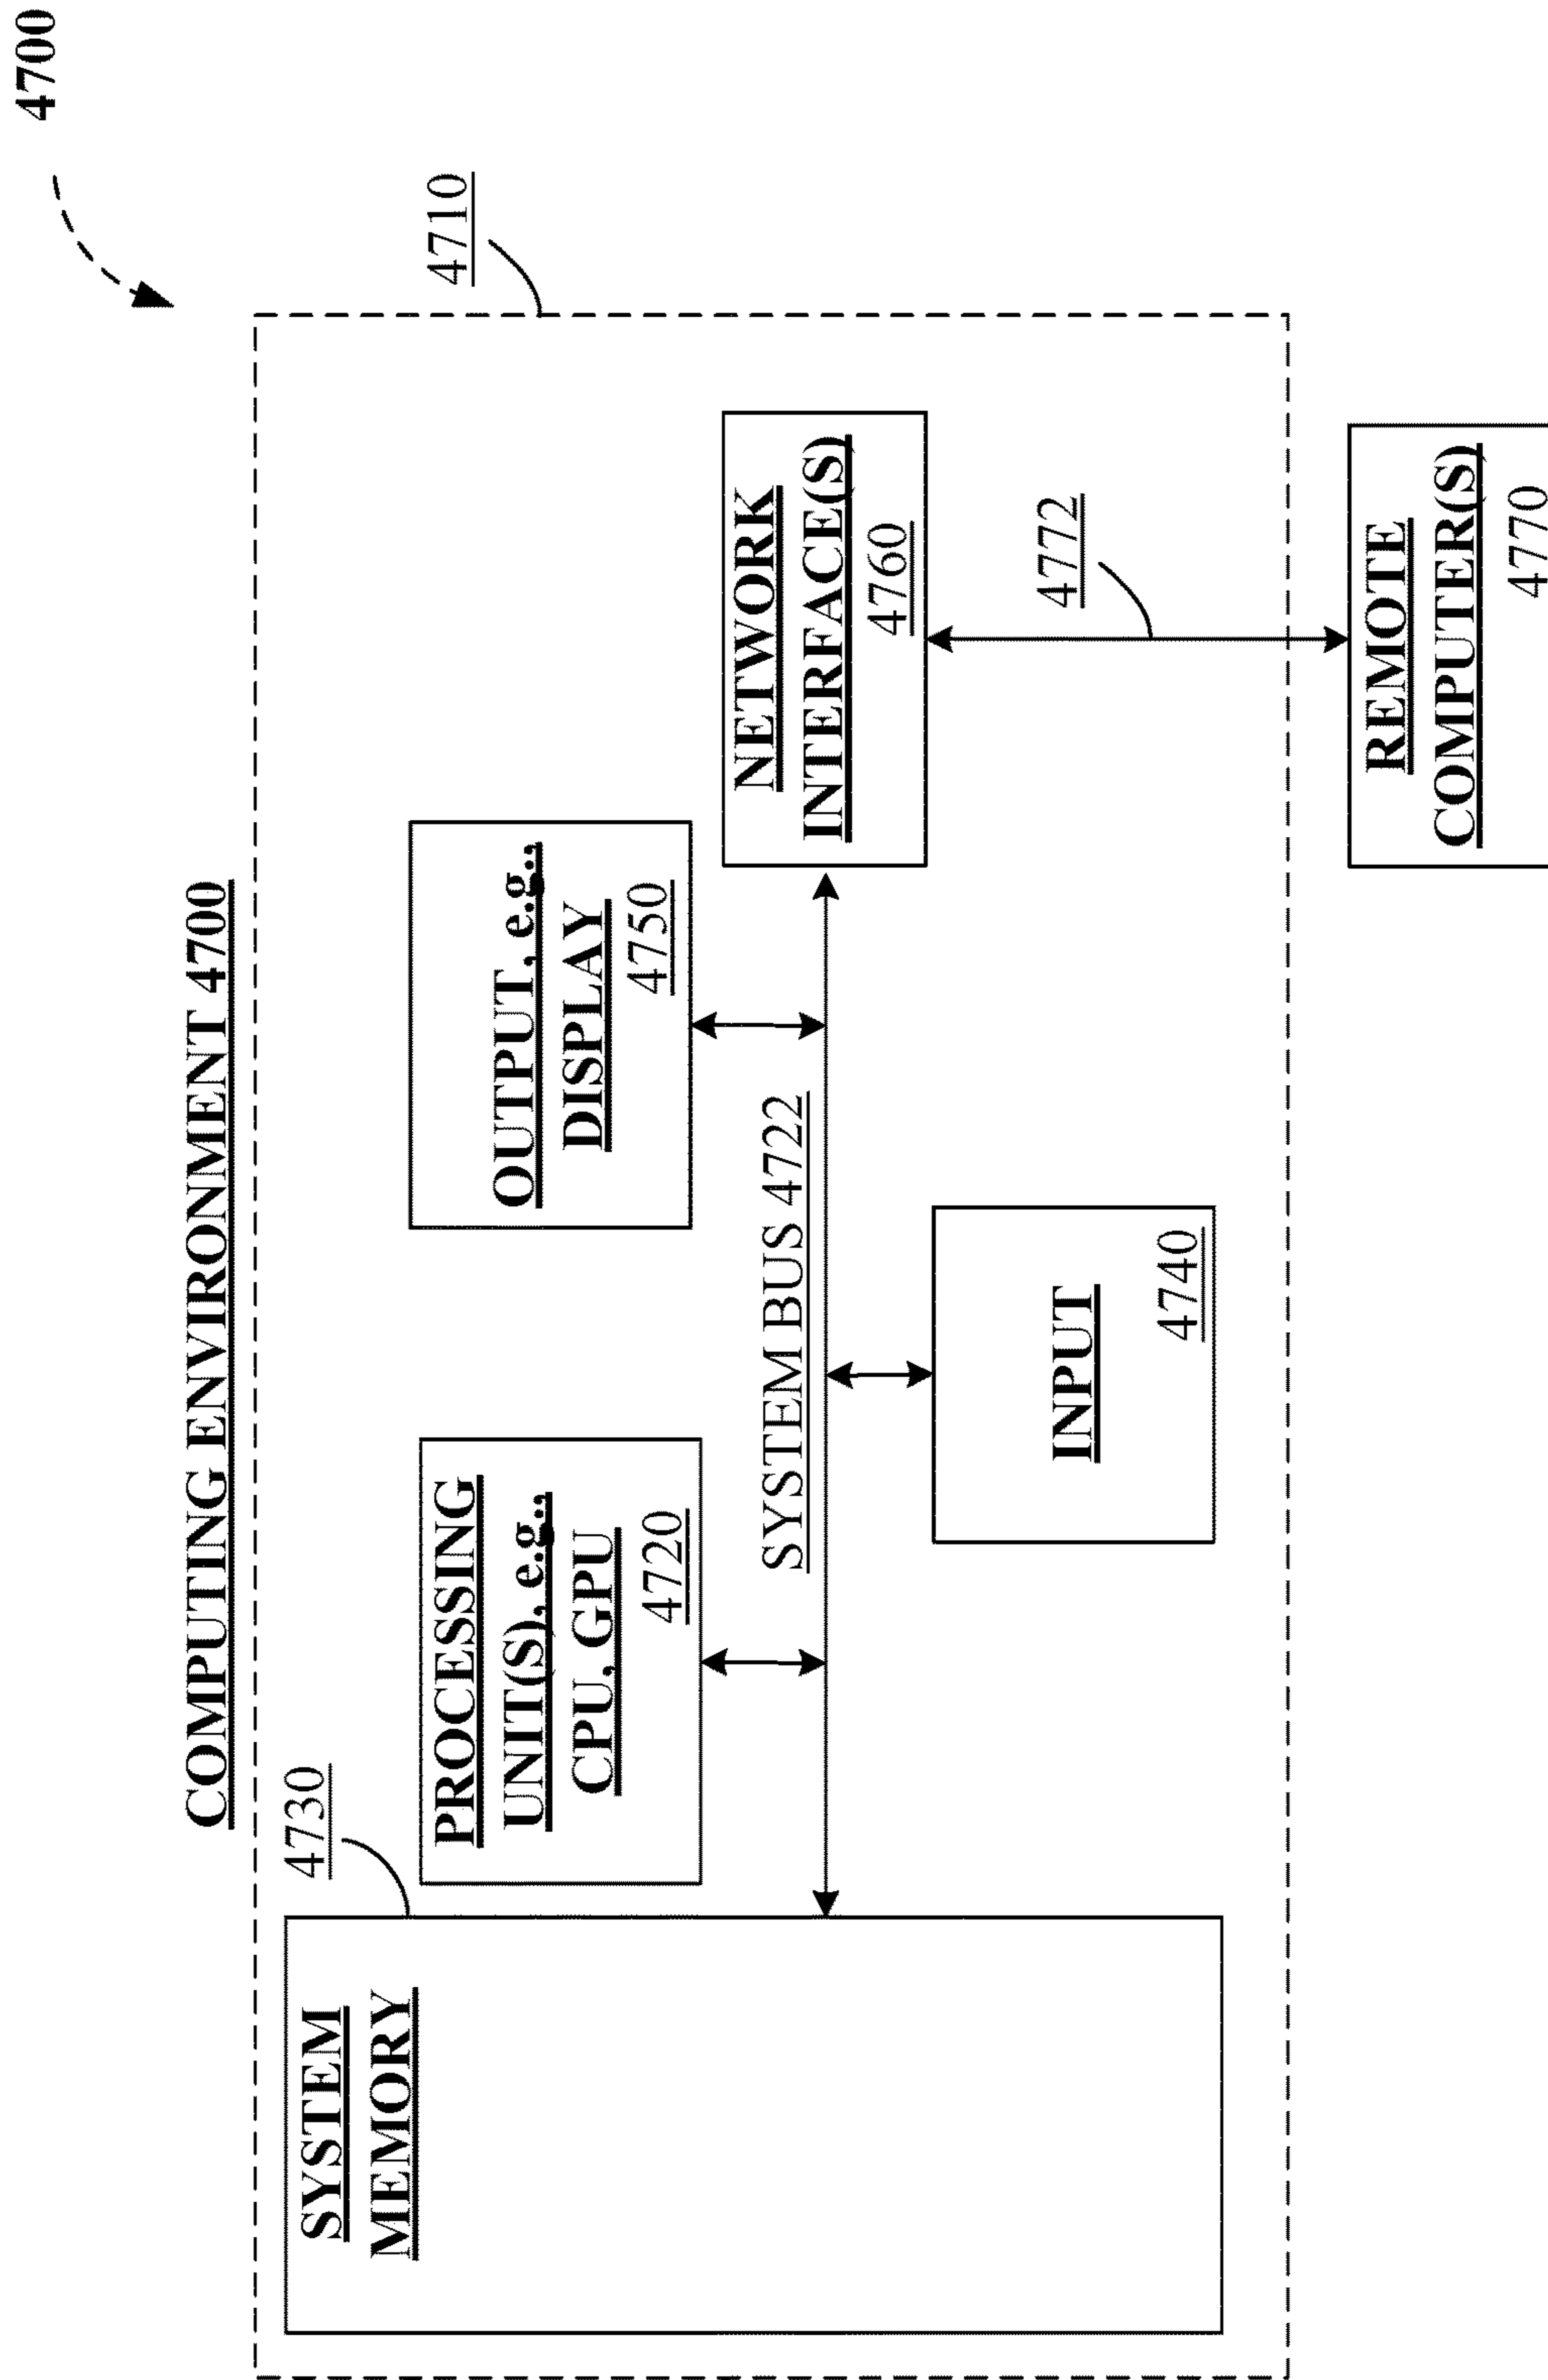 4700
COMPUTING ENVIRONMENT 4700
4710
4730
SYSTEM
MEMORY
PROCESSING
UNIT(S), e.g.,
CPU, GPU
4720
OUTPUT, e.g.,
DISPLAY
4750
SYSTEM BUS 4722
NETWORK
INTERFACE(S)
4760
INPUT
4740
4772
REMOTE
COMPUTER(S)
4770